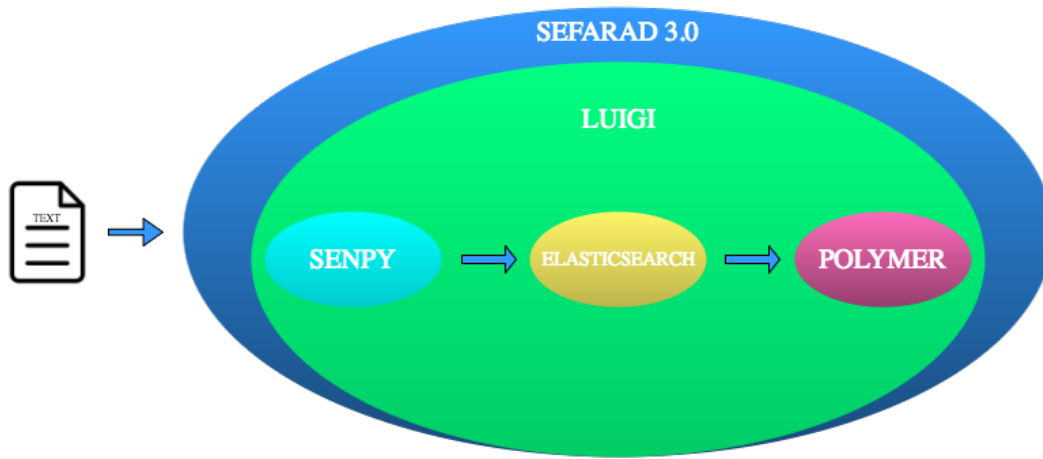 SEFARAD 3.0
LUIGI
TEXT
SENPY
ELASTICSEARCH
POLYMER